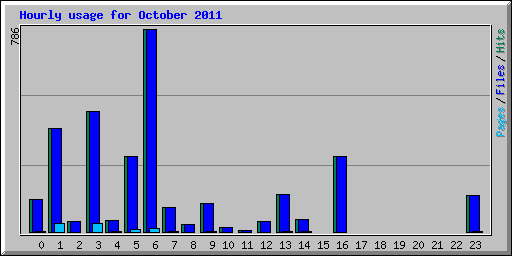 Hourly usage for October 2011
786
Pages/Files/Hits
0 1 2 3 4 5 6 7 8 9 10 11 12 13 14 15 16 17 18 19 20 21 22 23